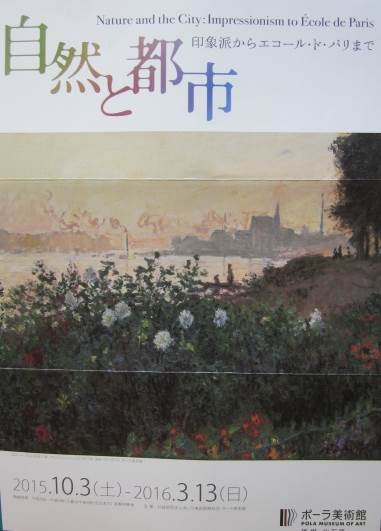 Nature and the City: Impressionism to École de Paris
印象派からエコール・ド・パリまで
自然と都市
2015.10.3(土)-2016.3.13(日)
ポーラ美術館
POLA MUSEUM OF ART